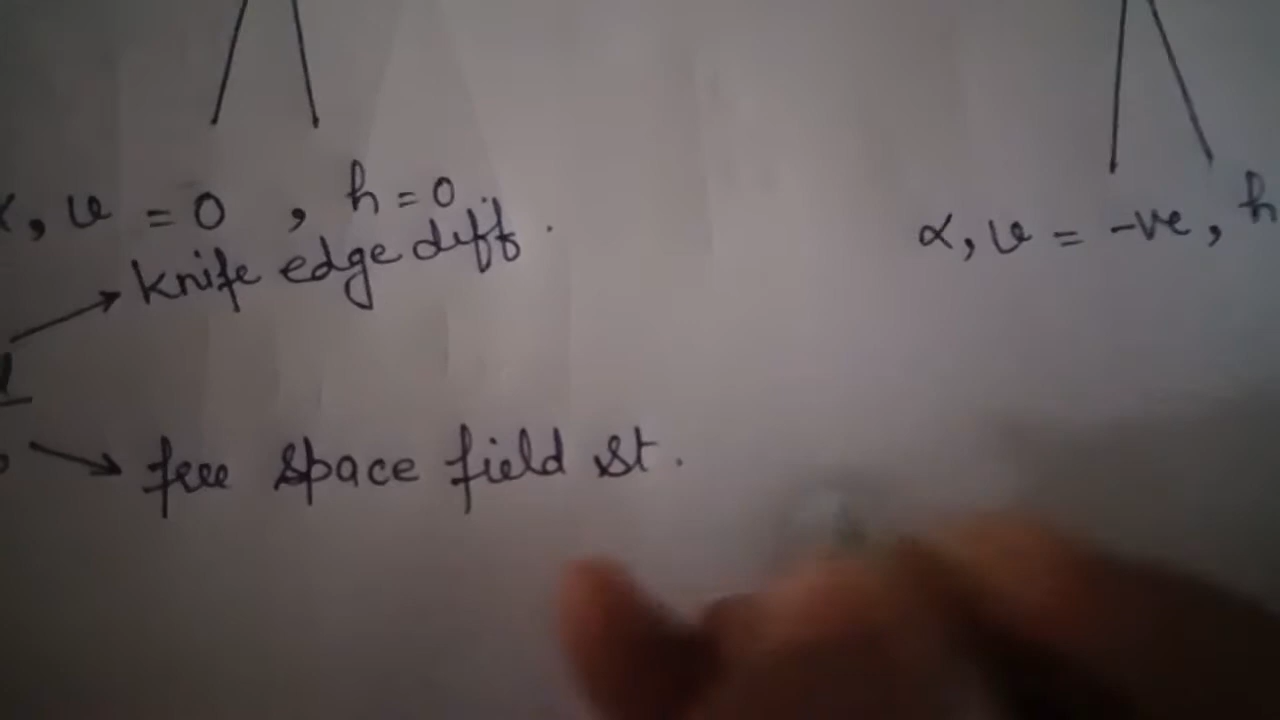 α, υ = 0 , h = 0
knife edge diff.
free space field st.
α, υ = -ve, h